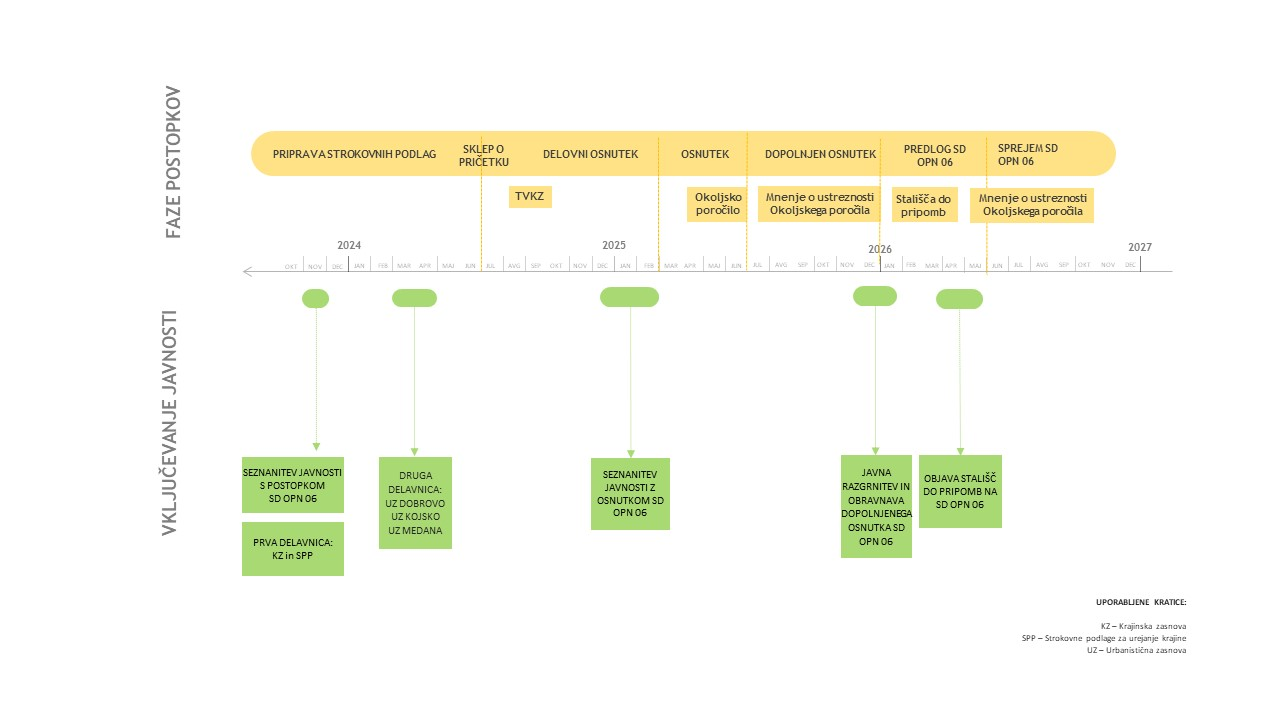 FAZE POSTOPKOV
PRIPRAVA STROKOVNIH PODLAG
SKLEP O
PRIČETKU
DELOVNI OSNUTEK
OSNUTEK
DOPOLNJEN OSNUTEK
PREDLOG SD
OPN 06
SPREJEM SD
OPN 06
TVKZ
Okoljsko
poročilo
Mnenje o ustreznosti
Okoljskega poročila
Stališča do
pripomb
Mnenje o ustreznosti
Okoljskega poročila
2024
2025
2026
2027
OKT NOV DEC JAN FEB MAR APR MAJ JUN JUL AVG SEP OKT NOV DEC JAN FEB MAR APR MAJ JUN JUL AVG SEP OKT NOV DEC JAN FEB MAR APR MAJ JUN JUL AVG SEP OKT NOV DEC
VKLJUČEVANJE JAVNOSTI
SEZNANITEV JAVNOSTI
S POSTOPKOM
SD OPN 06
PRVA DELAVNICA:
KZ in SPP
DRUGA
DELAVNICA:
UZ DOBROVO
UZ KOJSKO
UZ MEDANA
SEZNANITEV
JAVNOSTI Z
OSNUTKOM SD
OPN 06
JAVNA
RAZGRNITEV IN
OBRAVNAVA
DOPOLNJENEGA
OSNUTKA SD
OPN 06
OBJAVA STALIŠČ
DO PRIPOMB NA
SD OPN 06
UPORABLJENE KRATICE:
KZ – Krajinska zasnova
SPP – Strokovne podlage za urejanje krajine
UZ – Urbanistična zasnova